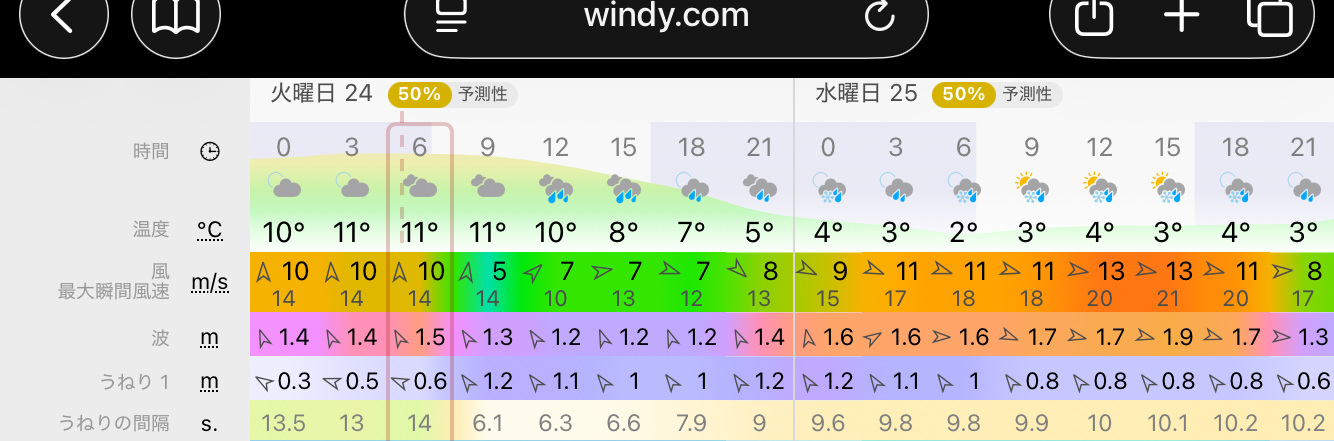 windy.com
火曜日 24 50% 予測性 水曜日 25 50% 予測性
時間 0 3 6 9 12 15 18 21 0 3 6 9 12 15 18 21
温度 °C 10° 11° 11° 11° 10° 8° 7° 5° 4° 3° 2° 3° 4° 3° 4° 3°
風 m/s 10 10 10 5 7 7 7 8 9 11 11 11 13 13 11 8
最大瞬間風速 14 14 14 14 10 13 12 13 15 17 18 18 20 21 20 17
波 m 1.4 1.4 1.5 1.3 1.2 1.2 1.2 1.4 1.6 1.6 1.6 1.7 1.7 1.9 1.7 1.3
うねり 1 m 0.3 0.5 0.6 1.2 1.1 1 1 1.2 1.2 1.1 1 0.8 0.8 0.8 0.8 0.6
うねりの間隔 s. 13.5 13 14 6.1 6.3 6.6 7.9 9 9.6 9.8 9.8 9.9 10 10.1 10.2 10.2